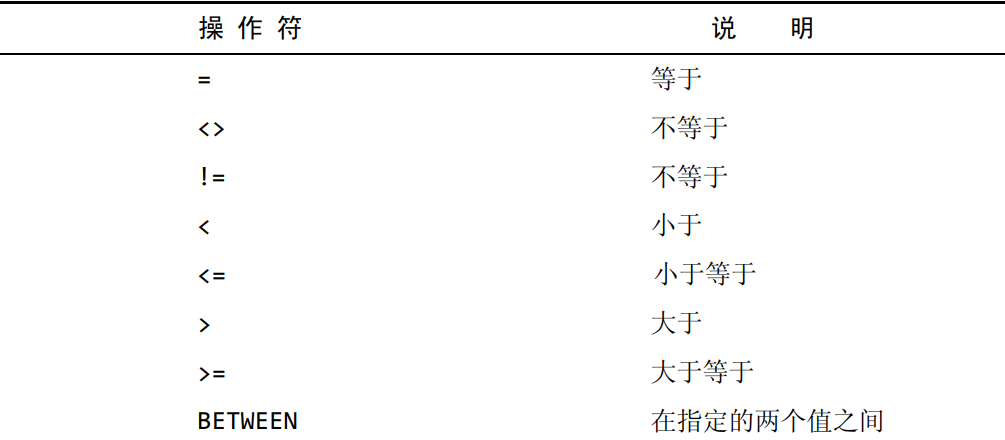 操 作 符 说 明
= 等于
<> 不等于
!= 不等于
< 小于
<= 小于等于
> 大于
>= 大于等于
BETWEEN 在指定的两个值之间